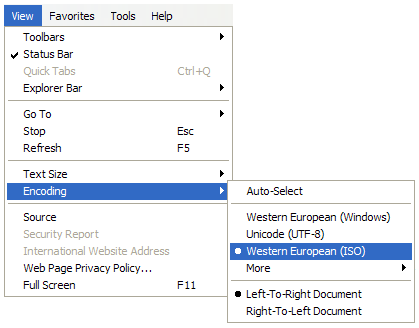 View Favorites Tools Help
Toolbars
Status Bar
Quick Tabs Ctrl+Q
Explorer Bar
Go To
Stop Esc
Refresh F5
Text Size
Encoding
Source
Security Report
International Website Address
Web Page Privacy Policy...
Full Screen F11
Auto-Select
Western European (Windows)
Unicode (UTF-8)
Western European (ISO)
More
Left-To-Right Document
Right-To-Left Document